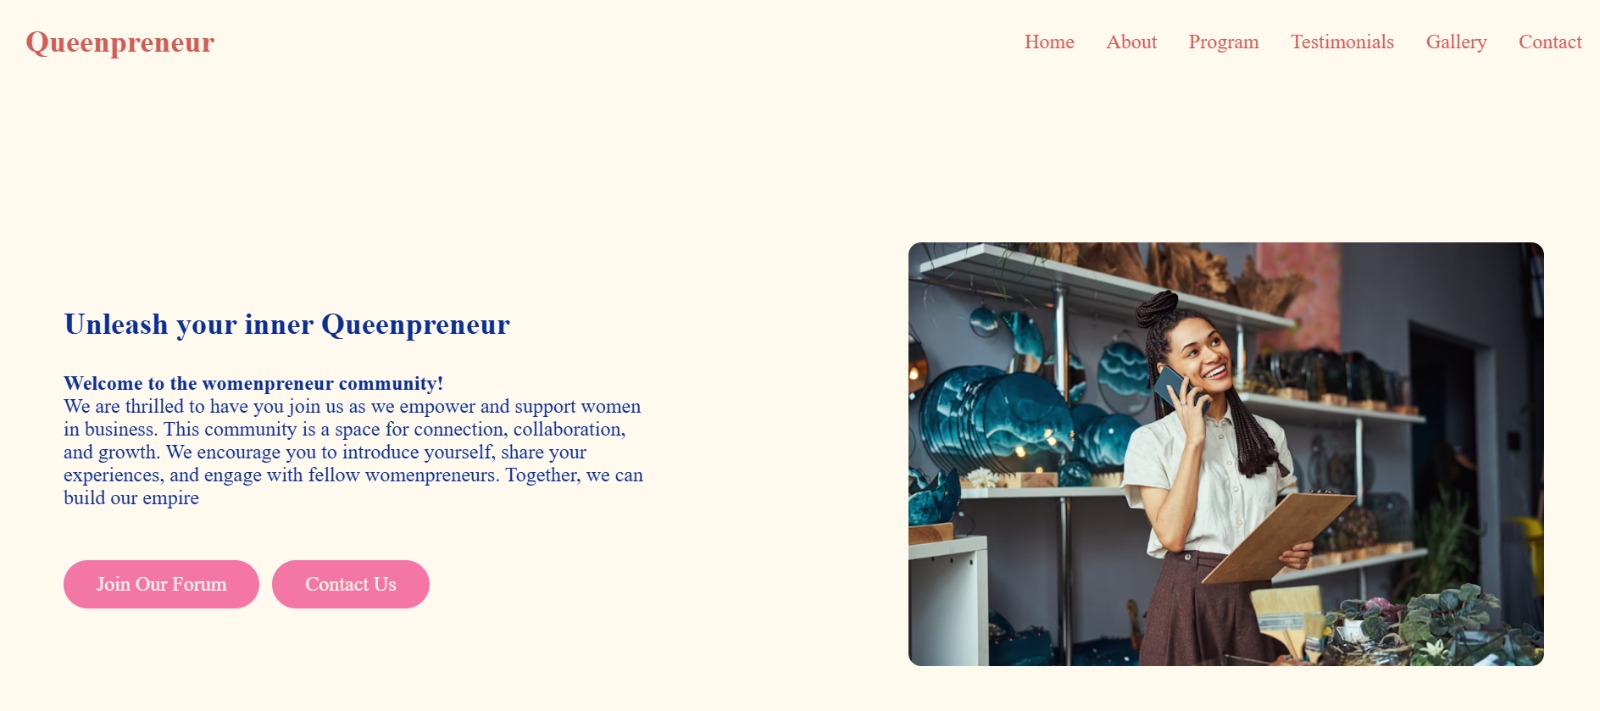 Queenpreneur
Home About Program Testimonials Gallery Contact
Unleash your inner Queenpreneur
Welcome to the womenpreneur community!
We are thrilled to have you join us as we empower and support women
in business. This community is a space for connection, collaboration,
and growth. We encourage you to introduce yourself, share your
experiences, and engage with fellow womenpreneurs. Together, we can
build our empire
Join Our Forum Contact Us